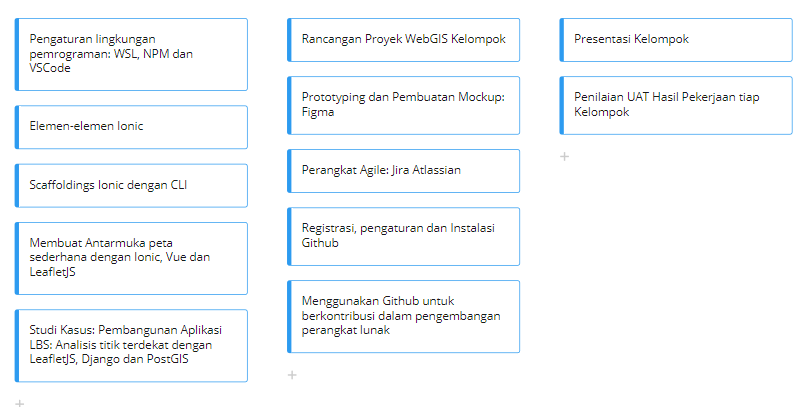 Pengaturan lingkungan
pemrograman: WSL, NPM dan
VSCode
Elemen-elemen Ionic
Scaffoldings Ionic dengan CLI
Membuat Antarmuka peta
sederhana dengan Ionic, Vue dan
LeafletJS
Studi Kasus: Pembangunan Aplikasi
LBS: Analisis titik terdekat dengan
LeafletJS, Django dan PostGIS
+
Rancangan Proyek WebGIS Kelompok
Prototyping dan Pembuatan Mockup:
Figma
Perangkat Agile: Jira Atlassian
Registrasi, pengaturan dan Instalasi
Github
Menggunakan Github untuk
berkontribusi dalam pengembangan
perangkat lunak
+
Presentasi Kelompok
Penilaian UAT Hasil Pekerjaan tiap
Kelompok
+